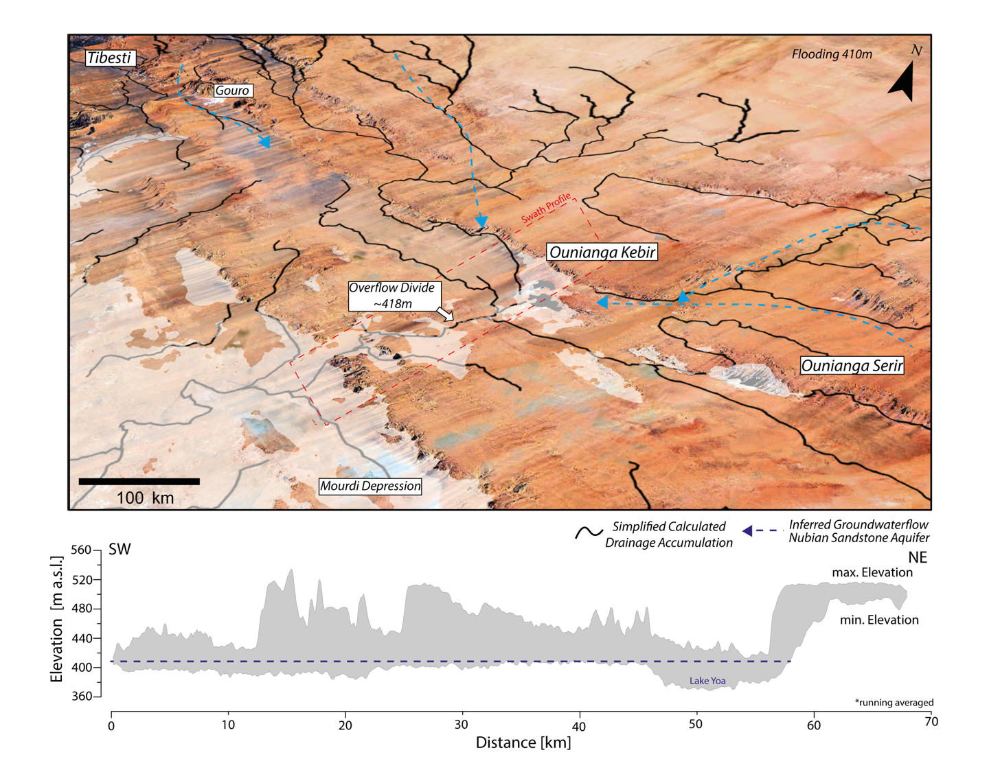 Tibesti
Gouro
Flooding 410m
N
Swath Profile
Ounianga Kebir
Overflow Divide
~418m
Ounianga Serir
Mourdi Depression
100 km
Simplified Calculated
Drainage Accumulation
Inferred Groundwaterflow
Nubian Sandstone Aquifer
SW
NE
Elevation [m a.s.l.]
560
520
480
440
400
360
max. Elevation
min. Elevation
Lake Yoa
*running averaged
0
10
20
30
40
50
60
70
Distance [km]